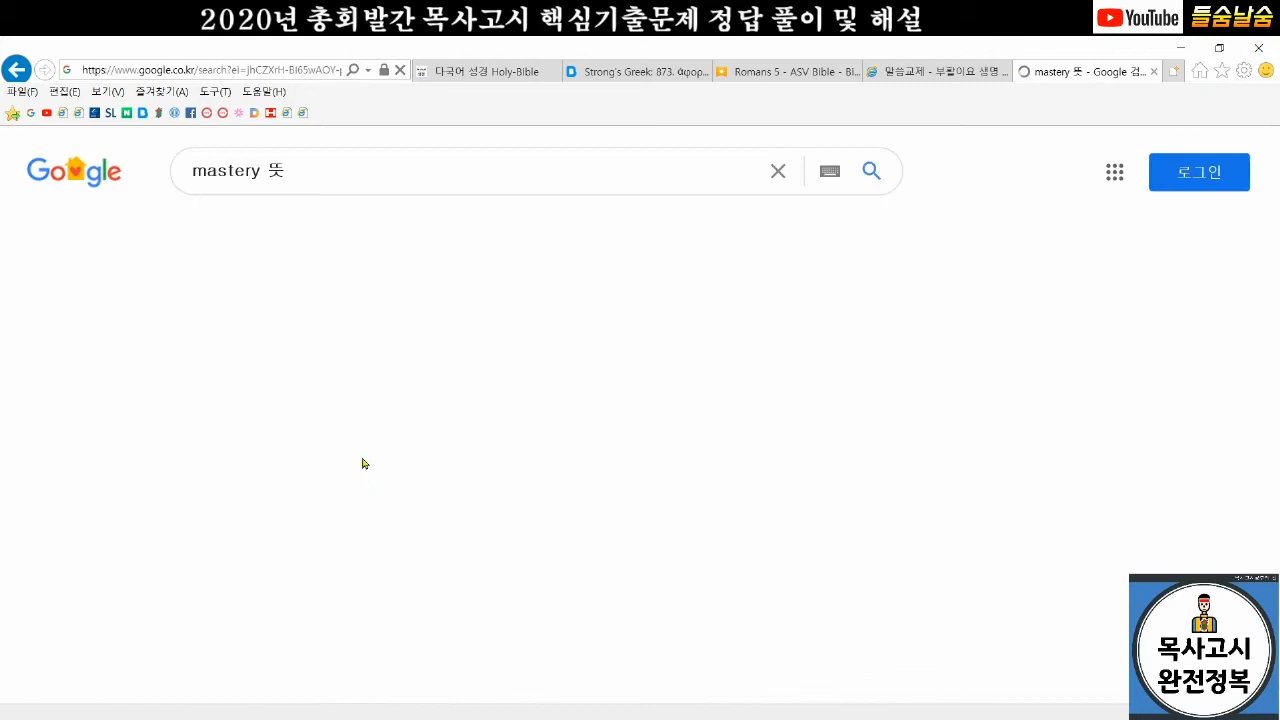 2020년 총회발간 목사고시 핵심기출문제 정답 풀이 및 해설
YouTube 들숨날숨
https://www.google.co.kr/search?ei=jhCZXrH-BI65wAOY-
다국어 성경 Holy-Bible
Strong's Greek: 873. ἀφορ...
Romans 5 - ASV Bible - Bl...
말씀교제 - 부활이요 생명 ...
mastery 뜻 - Google 검...
파일(F) 편집(E) 보기(V) 즐겨찾기(A) 도구(T) 도움말(H)
SL
Google
mastery 뜻
로그인
목사고시
완전정복